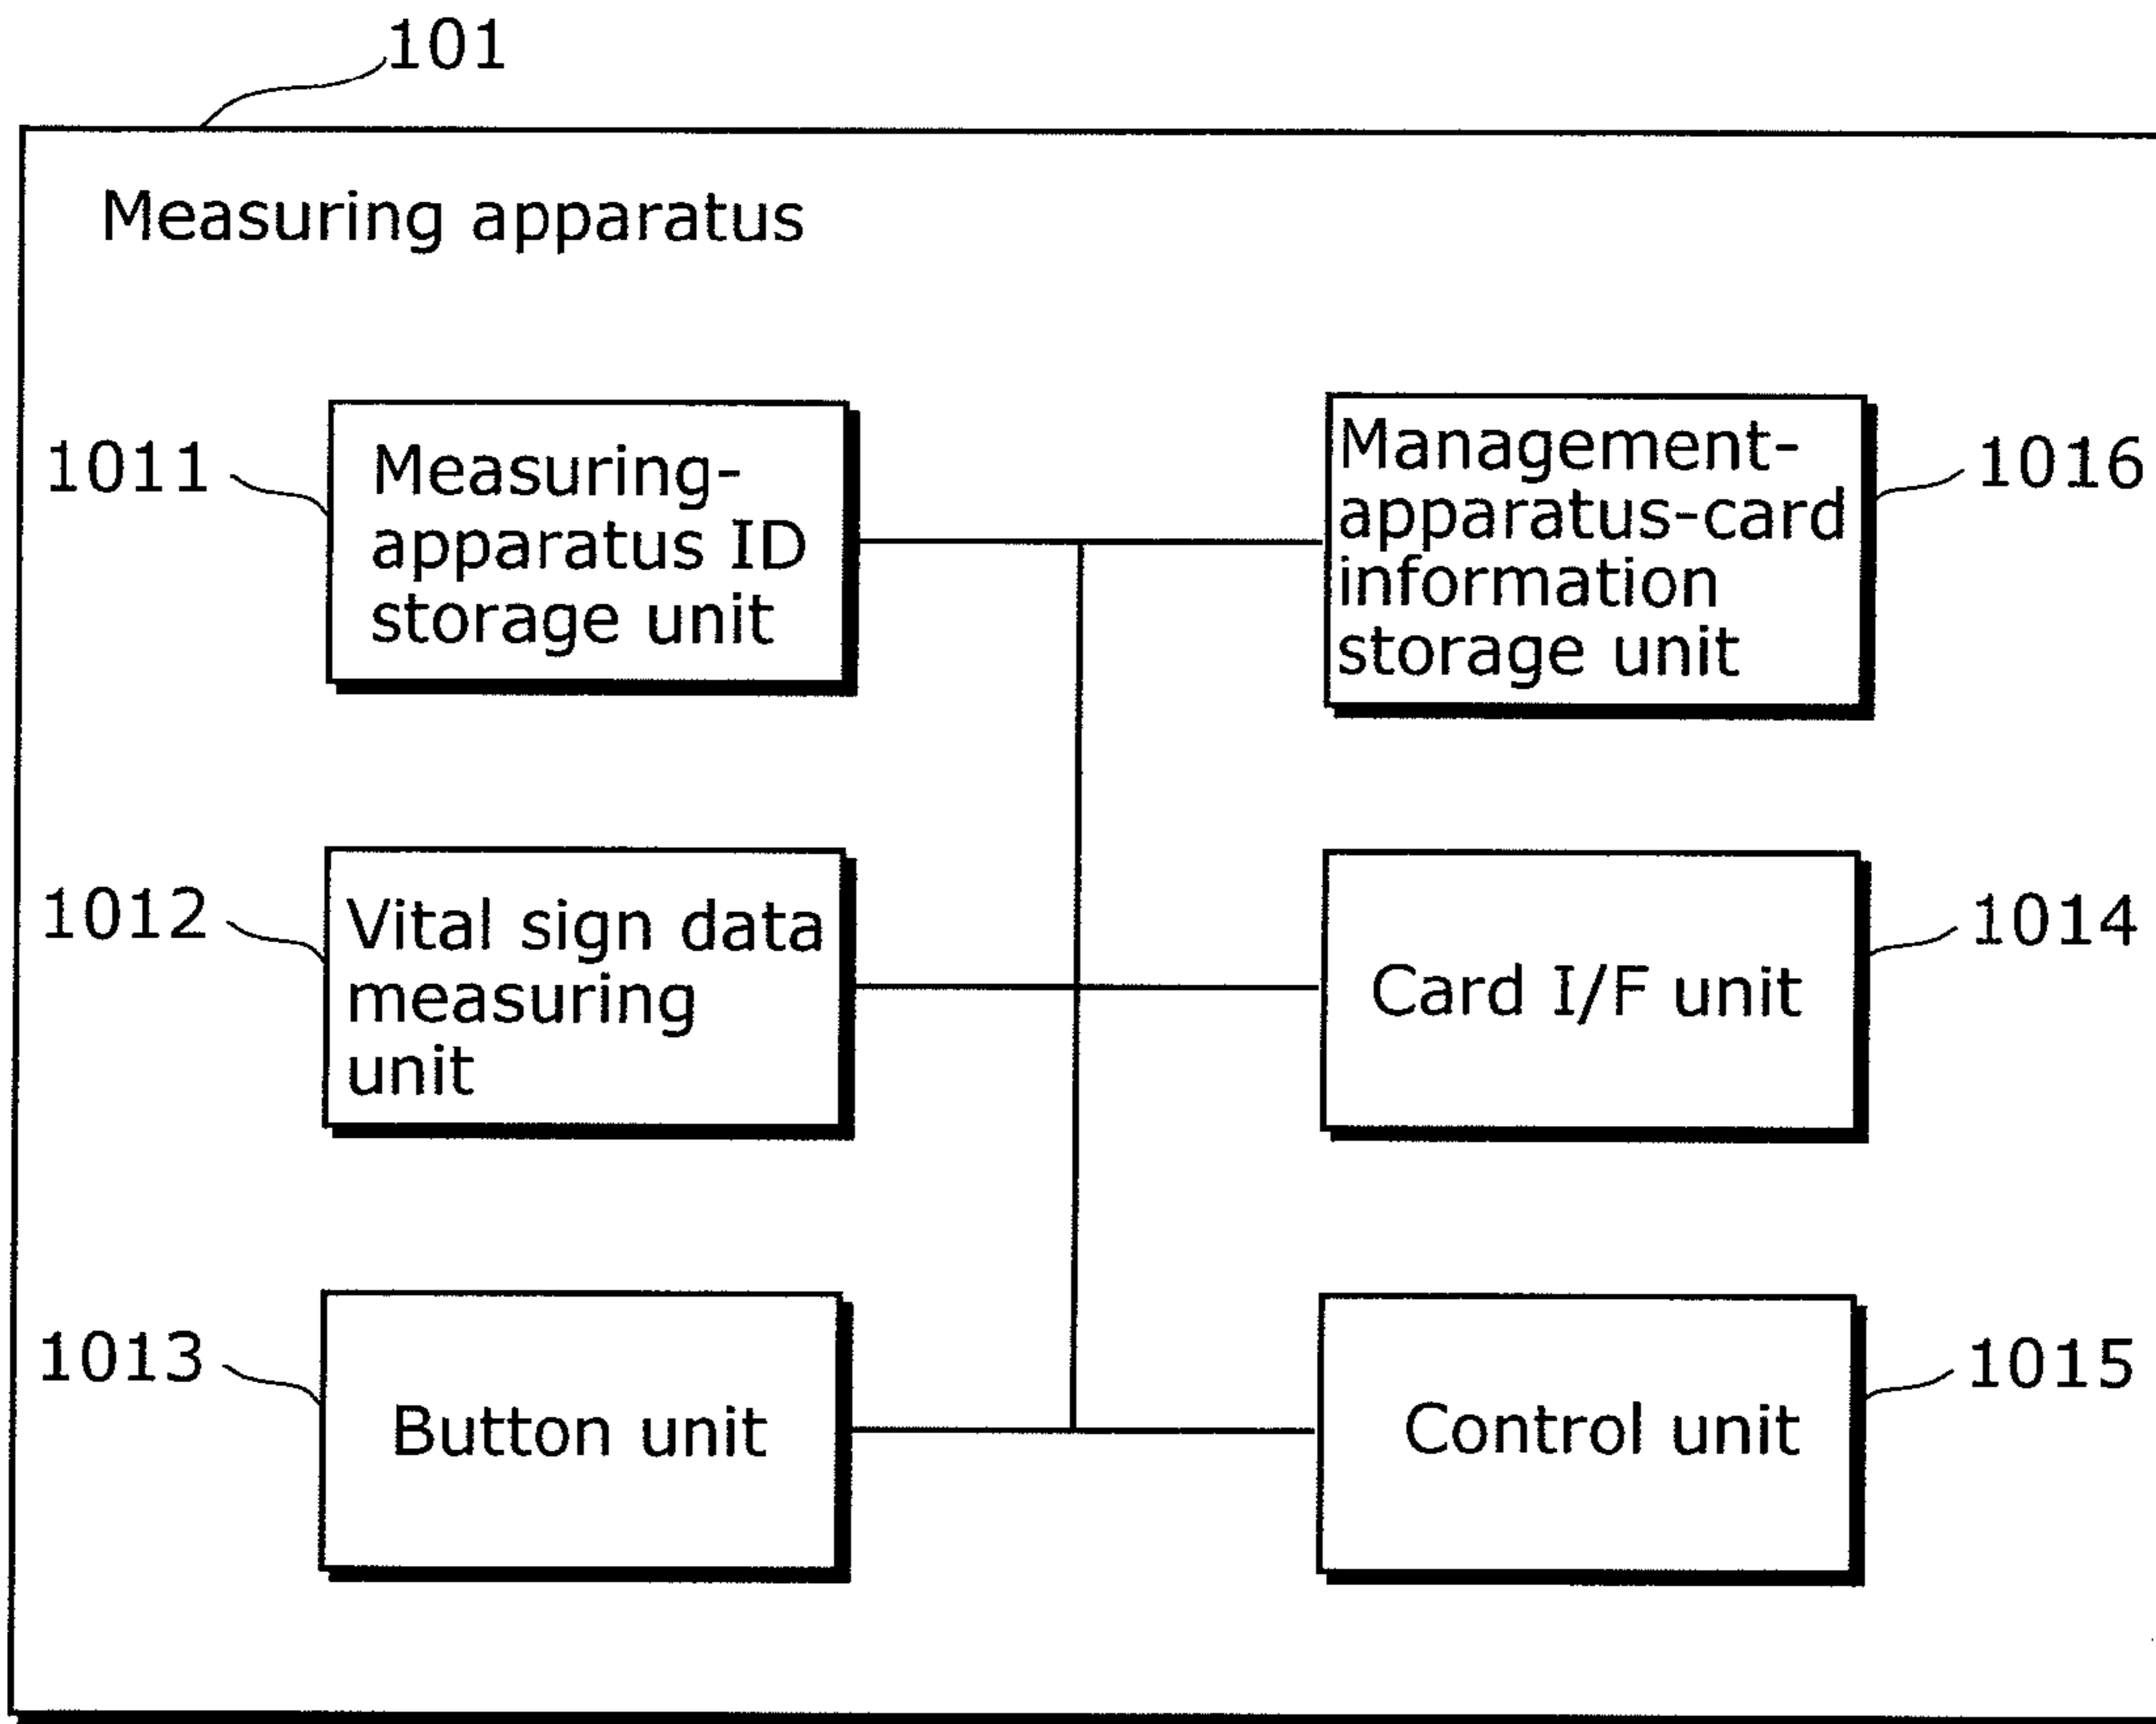 101
Measuring apparatus
1011
Measuring-
apparatus ID
storage unit
Management-
apparatus-card
information
storage unit
1016
1012
Vital sign data
measuring
unit
Card I/F unit
1014
1013
Button unit
Control unit
1015